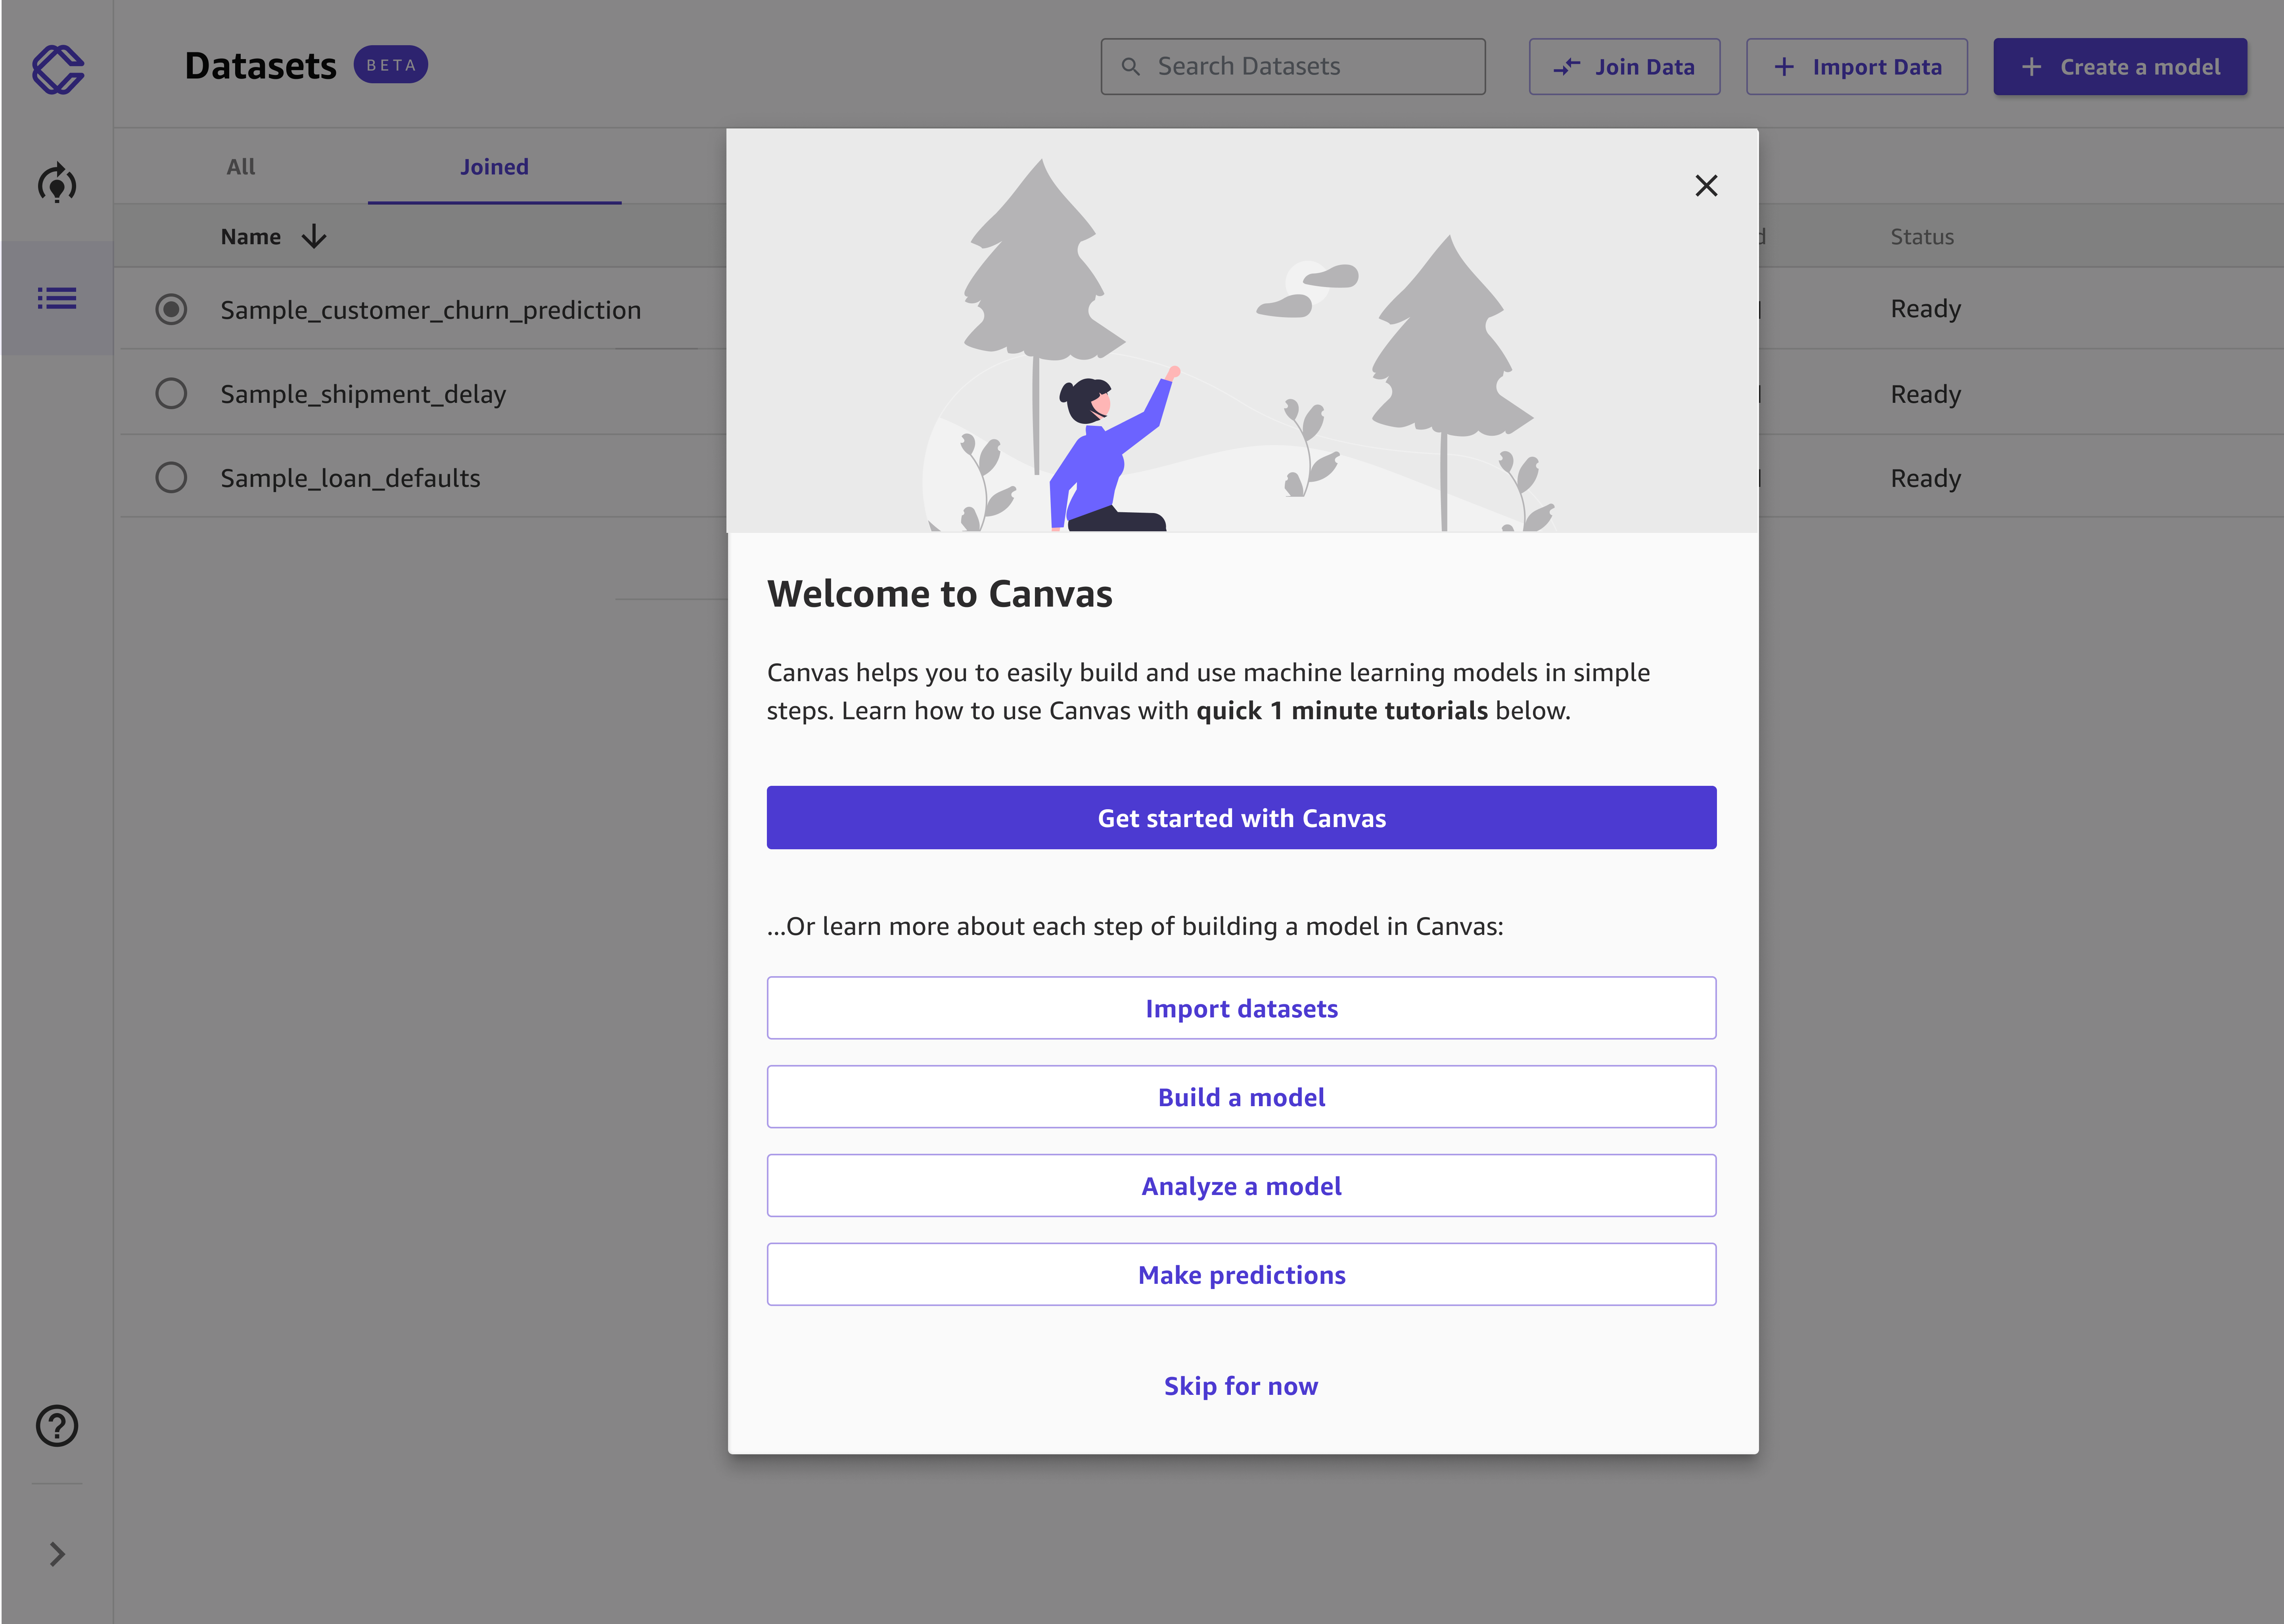 Datasets BETA
Search Datasets
Join Data
Import Data
Create a model
All
Joined
Name
Status
Sample_customer_churn_prediction
Ready
Sample_shipment_delay
Ready
Sample_loan_defaults
Ready
Welcome to Canvas
Canvas helps you to easily build and use machine learning models in simple
steps. Learn how to use Canvas with quick 1 minute tutorials below.
Get started with Canvas
...Or learn more about each step of building a model in Canvas:
Import datasets
Build a model
Analyze a model
Make predictions
Skip for now